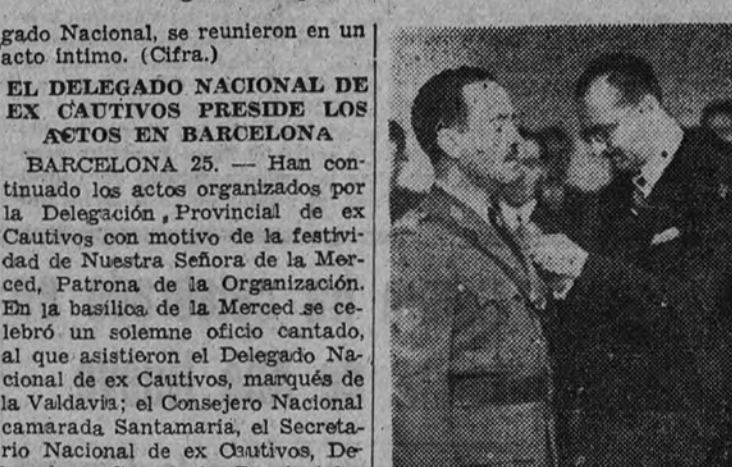 gado Nacional, se reunieron en un
acto íntimo. (Cifra.)
EL DELEGADO NACIONAL DE
EX CAUTIVOS PRESIDE LOS
ACTOS EN BARCELONA
BARCELONA 25. — Han con-
tinuado los actos organizados por
la Delegación Provincial de ex
Cautivos con motivo de la festivi-
dad de Nuestra Señora de la Mer-
ced, Patrona de la Organización.
En la basílica de la Merced se ce-
lebró un solemne oficio cantado,
al que asistieron el Delegado Na-
cional de ex Cautivos, marqués de
la Valdavia; el Consejero Nacional
camarada Santamaría, el Secreta-
rio Nacional de ex Cautivos, De-